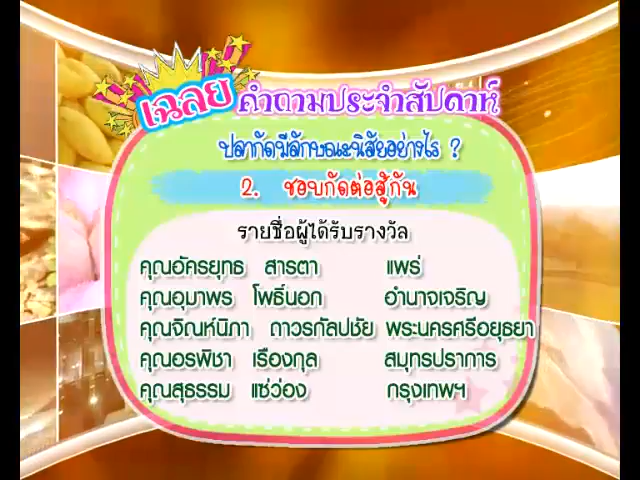 เฉลย คำถามประจำสัปดาห์
ปลากัดมีลักษณะนิสัยอย่างไร ?
2. ชอบกัดต่อสู้กัน
รายชื่อผู้ได้รับรางวัล
คุณอัครยุทธ สารตา แพร่
คุณอุมาพร โพธิ์นอก อำนาจเจริญ
คุณจิณห์นิภา ถาวรกัลปชัย พระนครศรีอยุธยา
คุณอรพิชา เรืองกุล สมุทรปราการ
คุณสุธรรม แซ่ว่อง กรุงเทพฯ